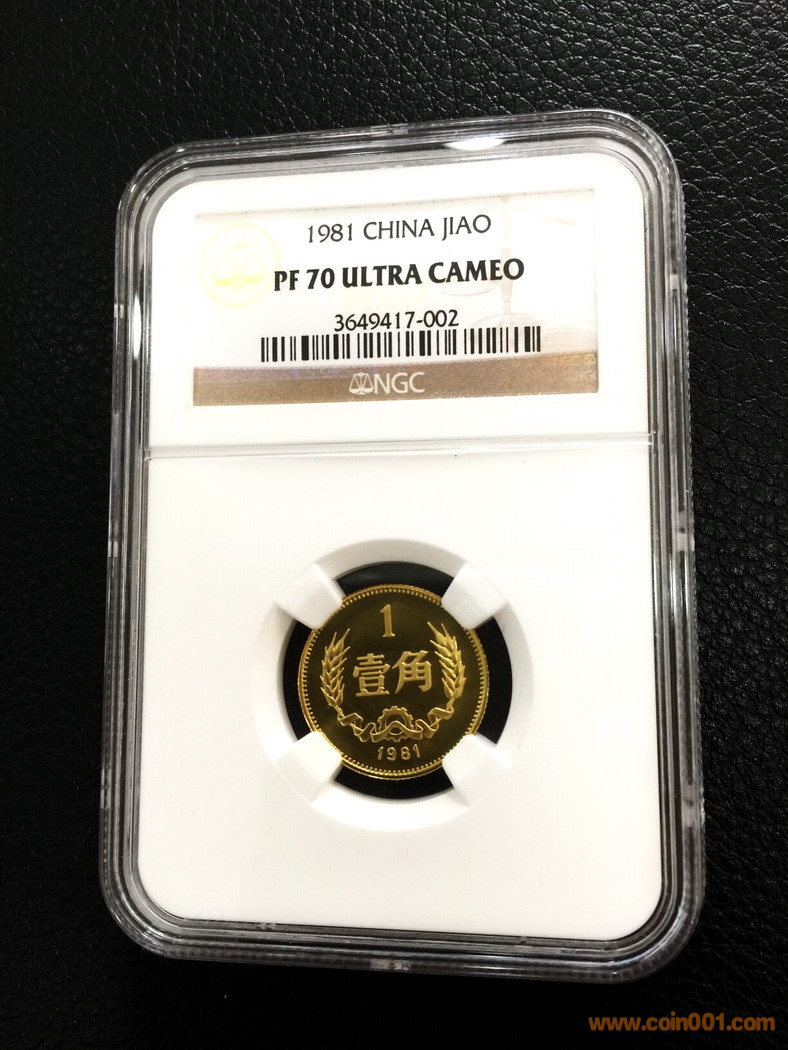 1981 CHINA JIAO
PF 70 ULTRA CAMEO
3649417-002
NGC
1
壹角
1981
www.coin001.com